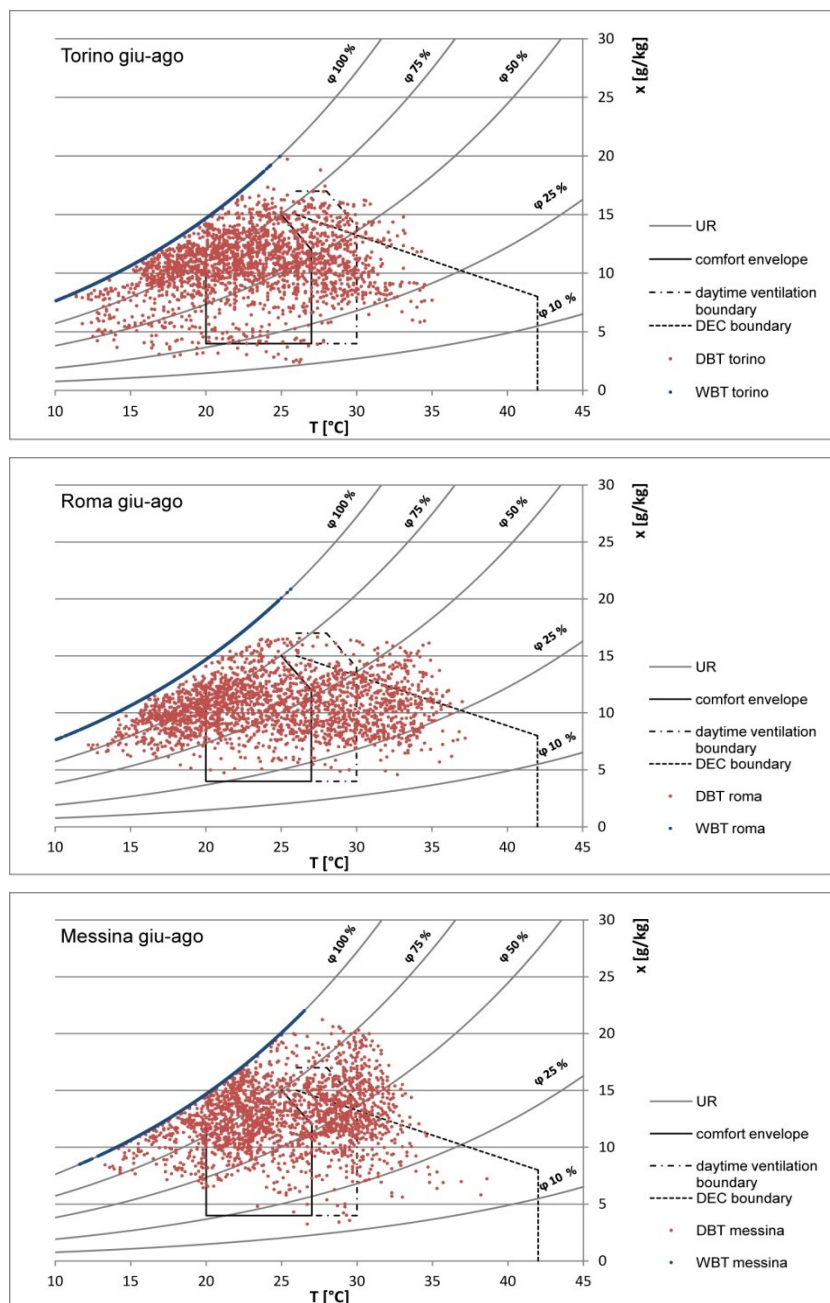 Torino giu-ago
φ 100 %
φ 75 %
φ 50 %
φ 25 %
φ 10 %
30
25
20
15
10
5
0
x [g/kg]
10 15 20 25 30 35 40 45
T [°C]
UR
comfort envelope
daytime ventilation
boundary
DEC boundary
DBT torino
WBT torino
Roma giu-ago
φ 100 %
φ 75 %
φ 50 %
φ 25 %
φ 10 %
30
25
20
15
10
5
0
x [g/kg]
10 15 20 25 30 35 40 45
T [°C]
UR
comfort envelope
daytime ventilation
boundary
DEC boundary
DBT roma
WBT roma
Messina giu-ago
φ 100 %
φ 75 %
φ 50 %
φ 25 %
φ 10 %
30
25
20
15
10
5
0
x [g/kg]
10 15 20 25 30 35 40 45
T [°C]
UR
comfort envelope
daytime ventilation
boundary
DEC boundary
DBT messina
WBT messina